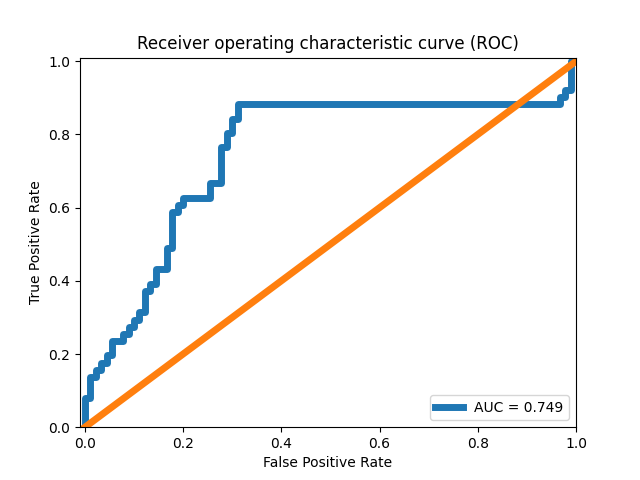 Receiver operating characteristic curve (ROC)
True Positive Rate
1.0
0.8
0.6
0.4
0.2
0.0
0.0 0.2 0.4 0.6 0.8 1.0
False Positive Rate
AUC = 0.749